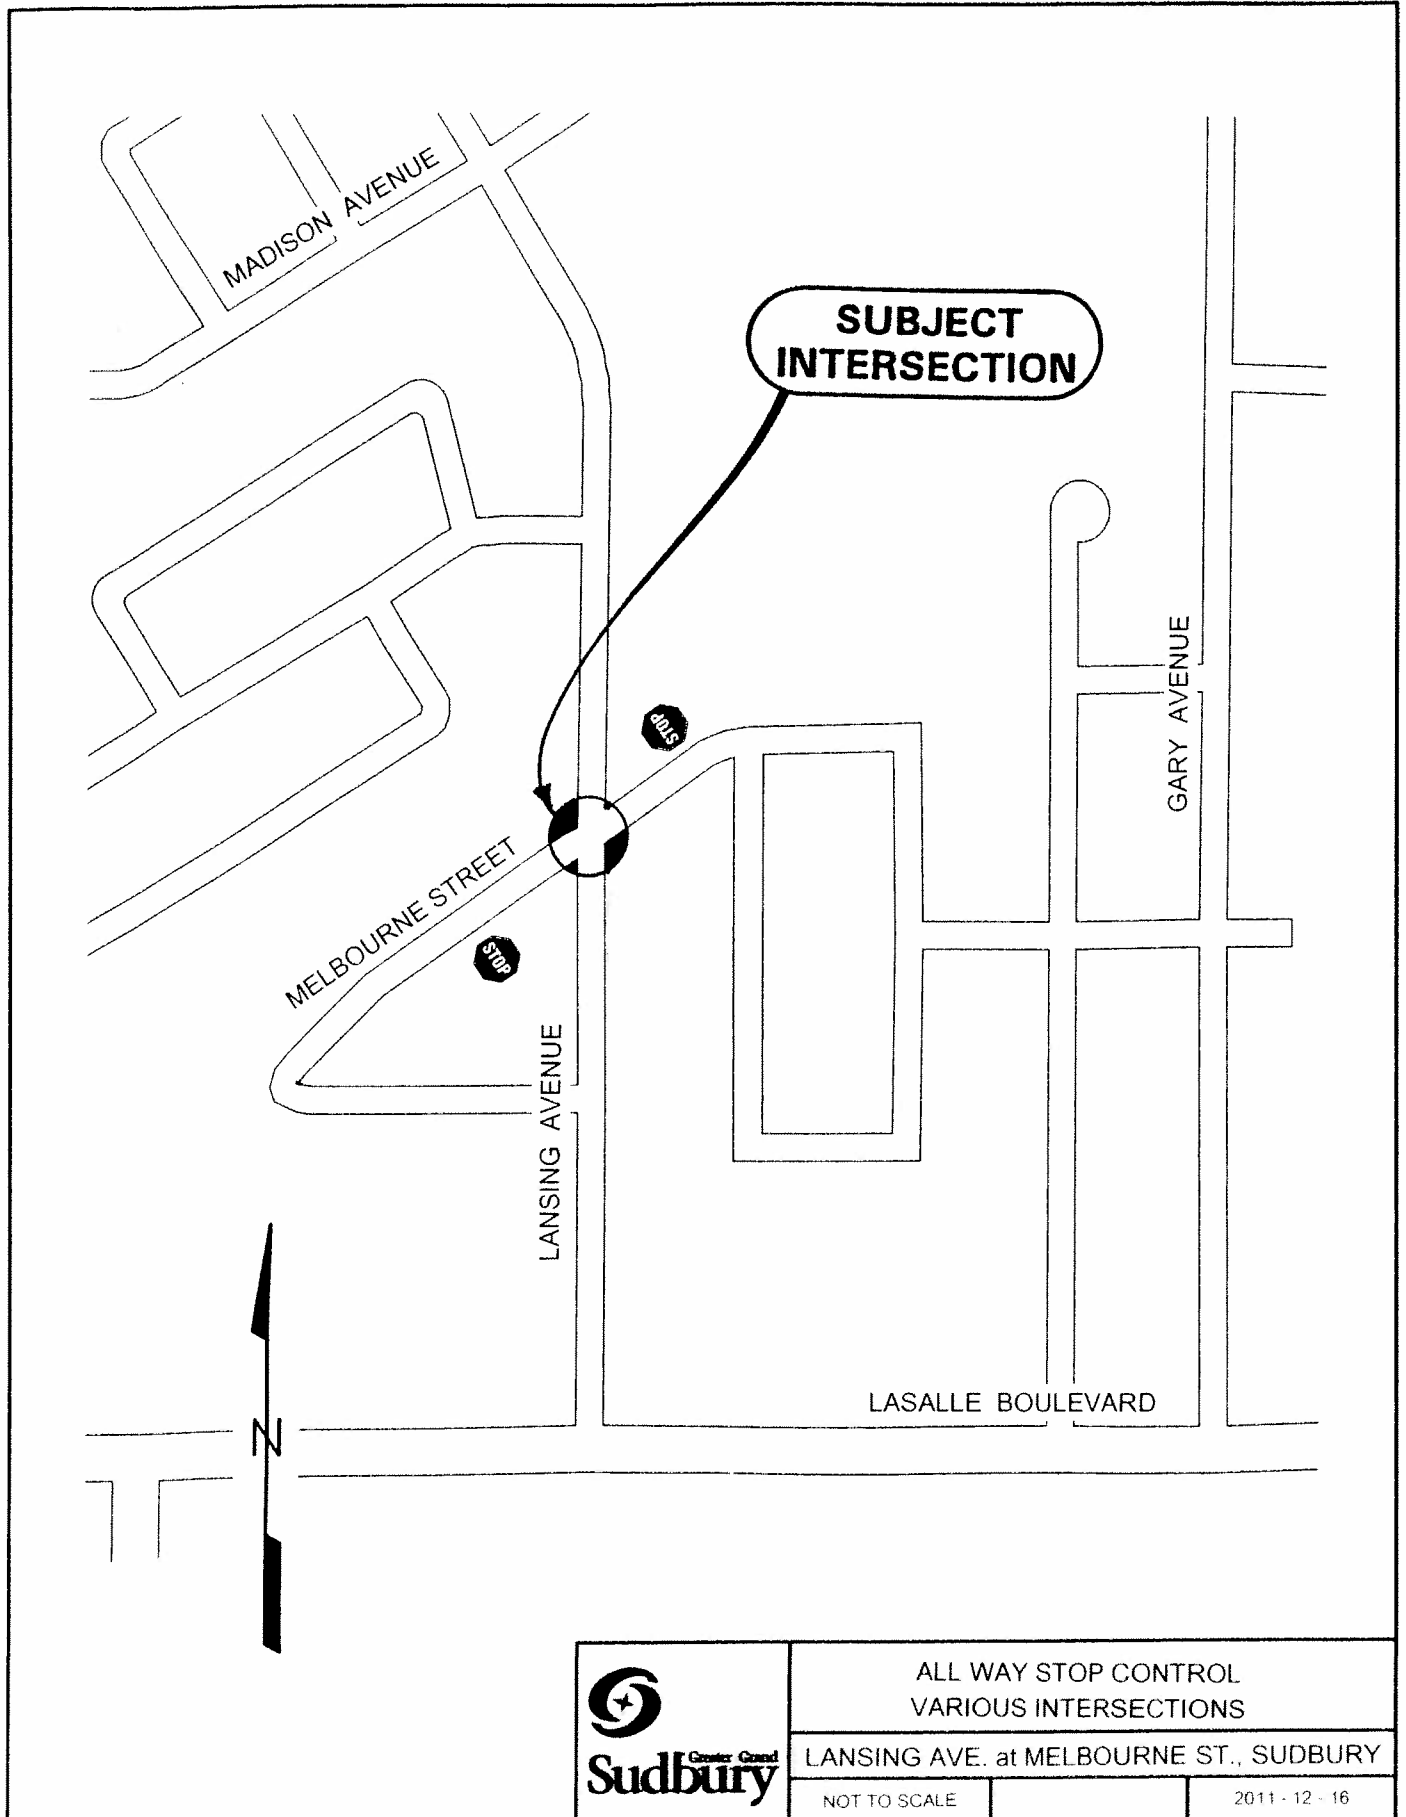 MADISON AVENUE
SUBJECT
INTERSECTION
GARY AVENUE
STOP
MELBOURNE STREET
STOP
LANSING AVENUE
LASALLE BOULEVARD
N
ALL WAY STOP CONTROL
VARIOUS INTERSECTIONS
Greater Grand
Sudbury
LANSING AVE. at MELBOURNE ST., SUDBURY
NOT TO SCALE
2011 - 12 - 16